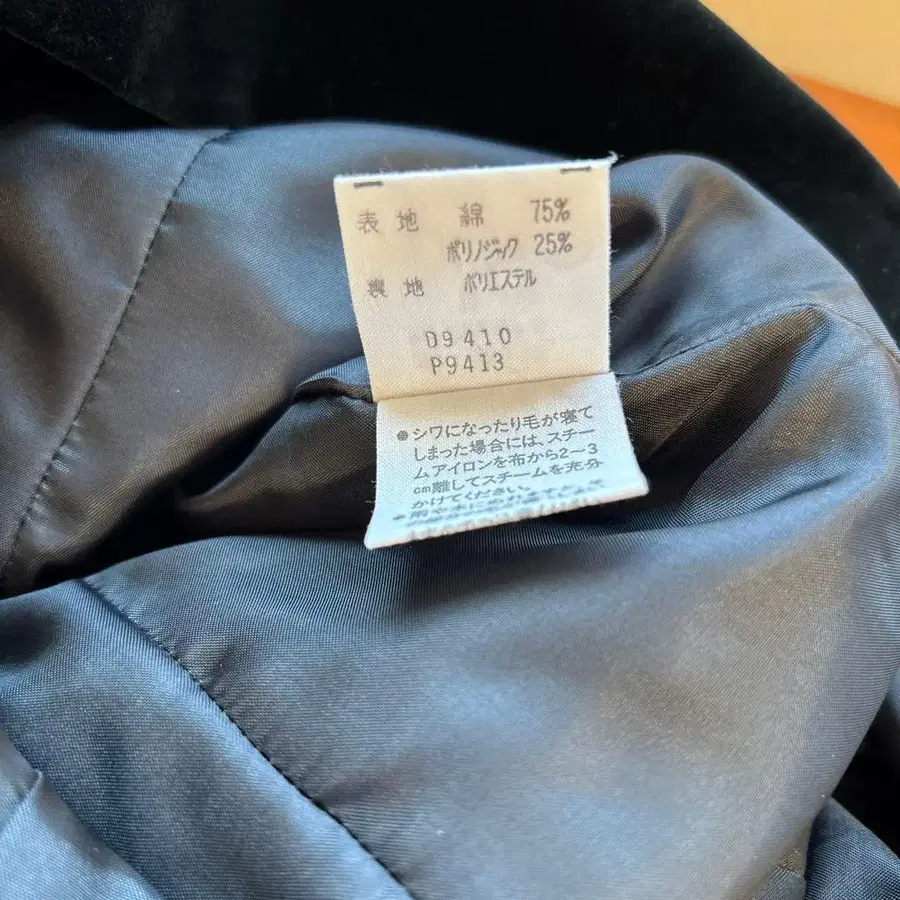 表地 綿 75%
ポリノジック 25%
裏地 ポリエステル
D9410
P9413
●シワになったり毛が寝て
しまった場合には、スチー
ムアイロンを布から2〜3
cm離してスチームを充分
かけてください。